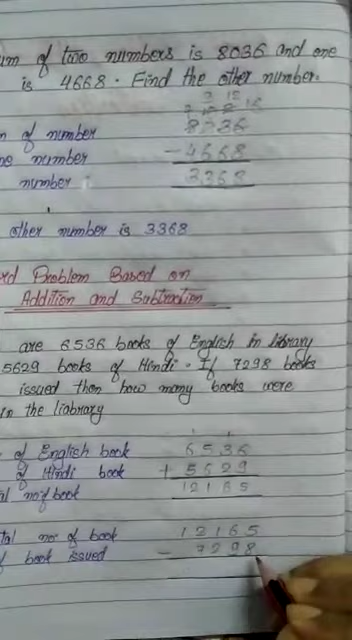 um of two numbers is 8036 and one
is 4668. Find the other number.
n of number 8036
ne number - 4668
number 3368
other number is 3368
rd Problem Based on
Addition and Subtraction
are 6536 books of English in library
5629 books of Hindi. If 7298 books
issued then how many books were
in the liabrary
of English book 6536
of Hindi book + 5629
al no of book 12165
tal no of book 12165
f book issued - 7298